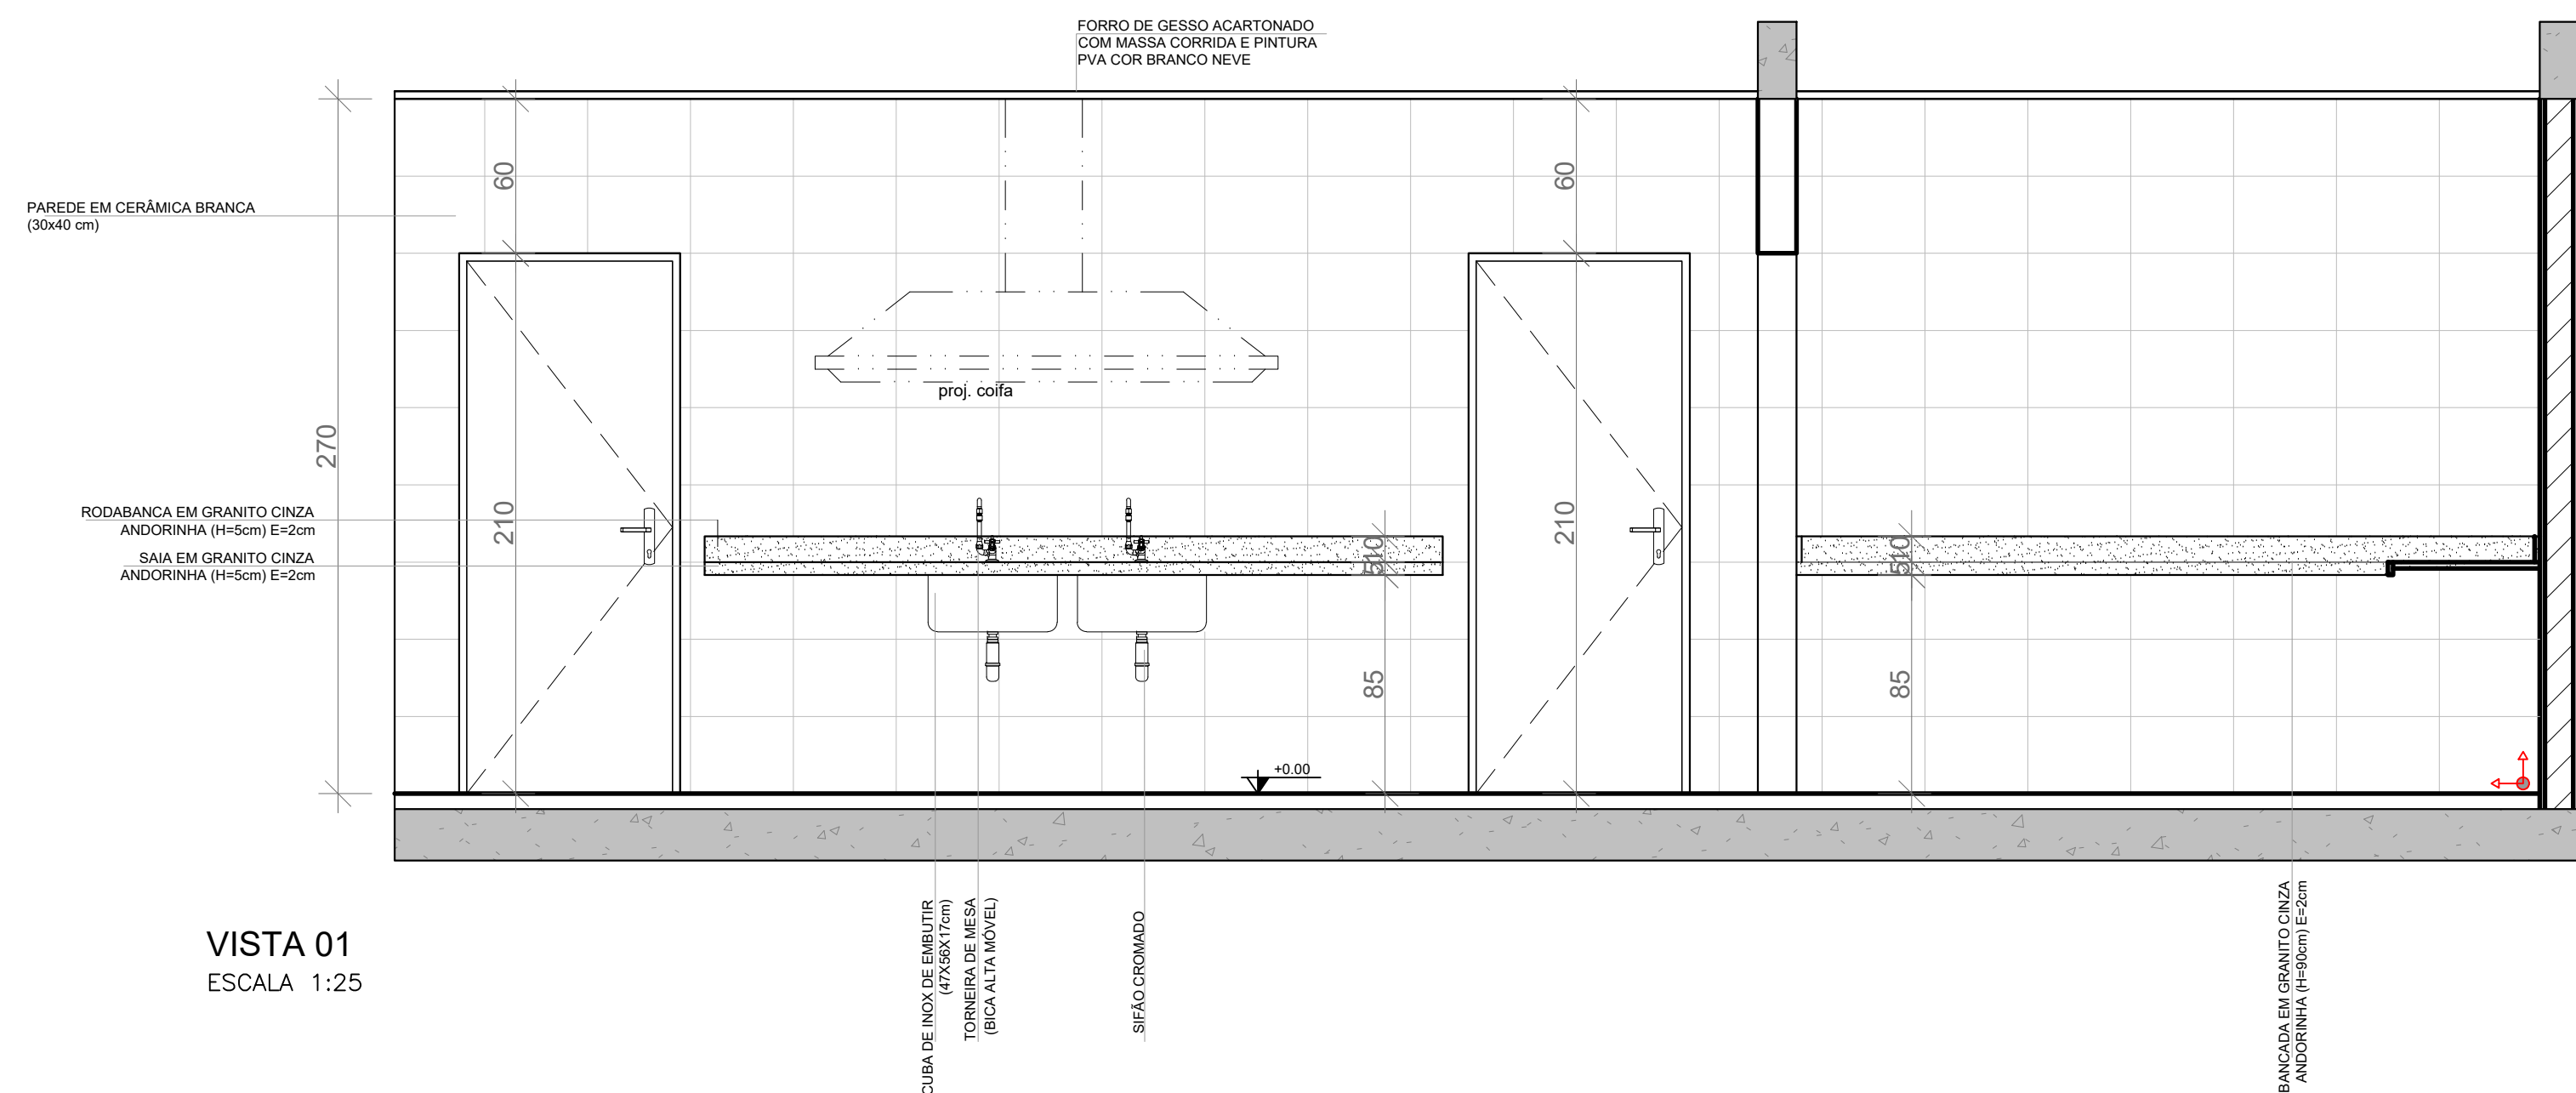 FORRO DE GESSO ACARTONADO
COM MASSA CORRIDA E PINTURA
PVA COR BRANCO NEVE
60
60
PAREDE EM CERÂMICA BRANCA
(30x40 cm)
proj. coifa
270
210
210
RODABANCA EM GRANITO CINZA
ANDORINHA (H=5cm) E=2cm
SAIA EM GRANITO CINZA
ANDORINHA (H=5cm) E=2cm
510
510
85
85
+0.00
VISTA 01
ESCALA 1:25
CUBA DE INOX DE EMBUTIR
(47X56X17cm)
TORNEIRA DE MESA
(BICA ALTA MÓVEL)
SIFÃO CROMADO
BANCADA EM GRANITO CINZA
ANDORINHA (H=90cm) E=2cm